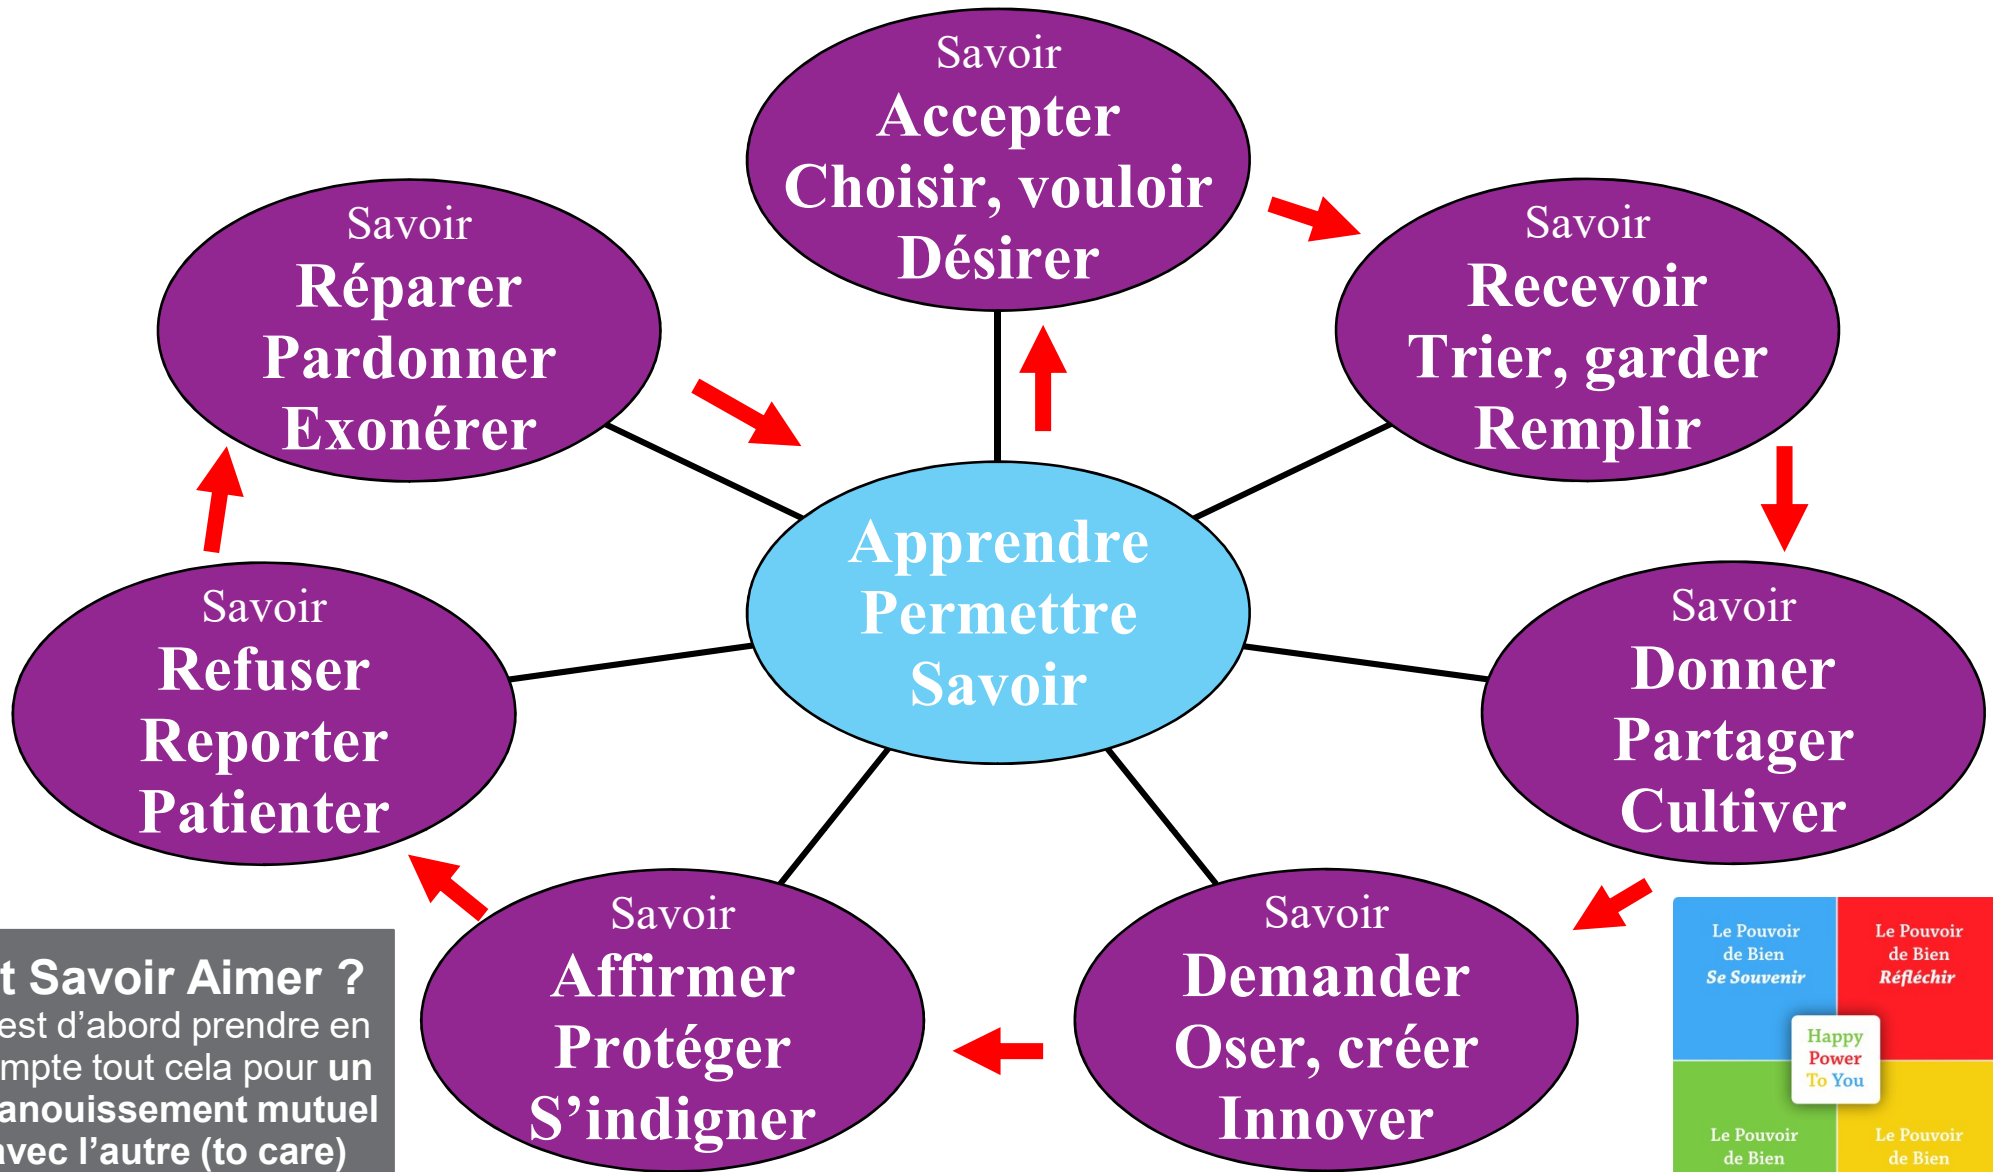 Savoir
Accepter
Choisir, vouloir
Désirer
Savoir
Recevoir
Trier, garder
Remplir
Savoir
Donner
Partager
Cultiver
Savoir
Demander
Oser, créer
Innover
Savoir
Affirmer
Protéger
S’indigner
Savoir
Refuser
Reporter
Patienter
Savoir
Réparer
Pardonner
Exonérer
Apprendre
Permettre
Savoir
t Savoir Aimer ?
est d’abord prendre en
mpte tout cela pour un
anouissement mutuel
avec l’autre (to care)
Le Pouvoir
de Bien
Se Souvenir
Le Pouvoir
de Bien
Réfléchir
Happy
Power
To You
Le Pouvoir
de Bien
Le Pouvoir
de Bien